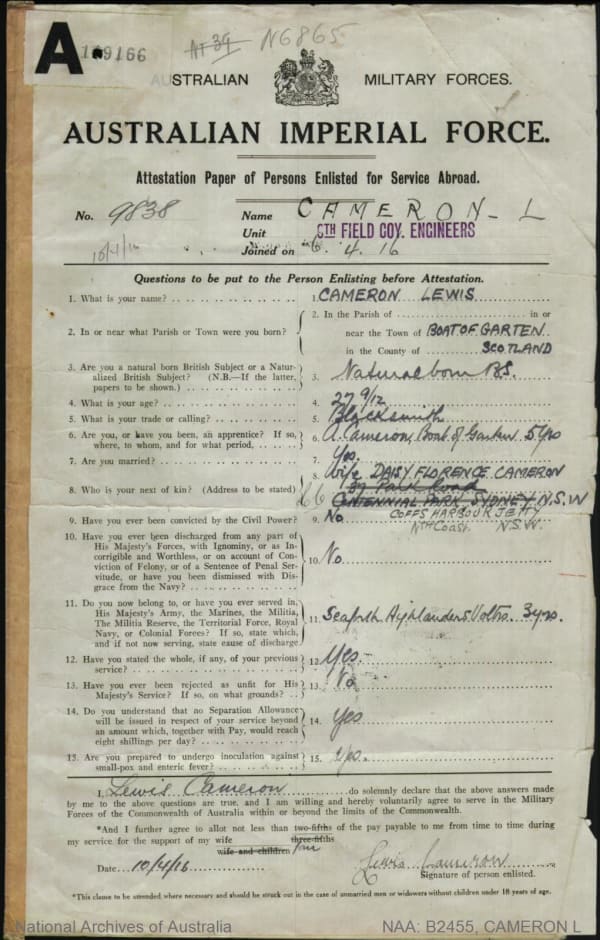 A 109166 N6865
AUSTRALIAN MILITARY FORCES.
AUSTRALIAN IMPERIAL FORCE.
Attestation Paper of Persons Enlisted for Service Abroad.
No. 9838 Name CAMERON - L
Unit 6TH FIELD COY. ENGINEERS
10/4/16 Joined on 6. 4. 16
Questions to be put to the Person Enlisting before Attestation.
1. What is your name? 1. CAMERON LEWIS
2. In or near what Parish or Town were you born? 2. In the Parish of in or
near the Town of BOAT OF GARTEN
in the County of SCOTLAND
3. Are you a natural born British Subject or a Natur-
alized British Subject? (N.B.—If the latter,
papers to be shown.) 3. Natural born B.S.
4. What is your age? 4. 27 9/12
5. What is your trade or calling? 5. Blacksmith
6. Are you, or have you been, an apprentice? If so,
where, to whom, and for what period, 6. A. Cameron, Boat of Garten 5 yrs
7. Are you married? 7. Yes.
8. Who is your next of kin? (Address to be stated) 8. Wife DAISY FLORENCE CAMERON
Park Road
CENTENNIAL PARK SYDNEY N.S.W
COFFS HARBOUR JETTY
Nth Coast. N.S.W.
9. Have you ever been convicted by the Civil Power? 9. No
10. Have you ever been discharged from any part of
His Majesty's Forces, with Ignominy, or as In-
corrigible and Worthless, or on account of Con-
viction of Felony, or of a Sentence of Penal Ser-
vitude, or have you been dismissed with Dis-
grace from the Navy? 10. No
11. Do you now belong to, or have you ever served in,
His Majesty's Army, the Marines, the Militia,
The Militia Reserve, the Territorial Force, Royal
Navy, or Colonial Forces? If so, state which,
and if not now serving, state cause of discharge 11. Seaforth Highlanders Voltrs. 3 yrs.
12. Have you stated the whole, if any, of your previous
service? 12. Yes.
13. Have you ever been rejected as unfit for His
Majesty's Service? If so, on what grounds? 13. No
14. Do you understand that no Separation Allowance
will be issued in respect of your service beyond
an amount which, together with Pay, would reach
eight shillings per day? 14. Yes
15. Are you prepared to undergo inoculation against
small-pox and enteric fever? 15. Yes.
I, Lewis Cameron do solemnly declare that the above answers made
by me to the above questions are true, and I am willing and hereby voluntarily agree to serve in the Military
Forces of the Commonwealth of Australia within or beyond the limits of the Commonwealth.
*And I further agree to allot not less than two-fifths of the pay payable to me from time to time during
three-fifths
my service for the support of my wife
wife and children
Date 10/4/16 Lewis Cameron
Signature of person enlisted.
*This clause to be amended where necessary and should be struck out in the case of unmarried men or widowers without children under 18 years of age.
National Archives of Australia NAA: B2455, CAMERON L